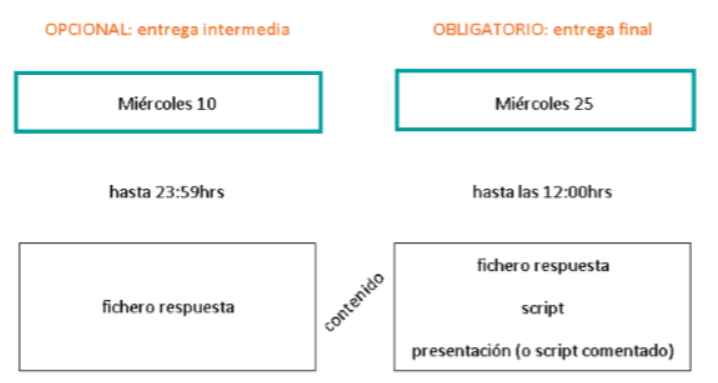 OPCIONAL: entrega intermedia
OBLIGATORIO: entrega final
Miércoles 10
Miércoles 25
hasta 23:59hrs
hasta las 12:00hrs
fichero respuesta
contenido
fichero respuesta
script
presentación (o script comentado)